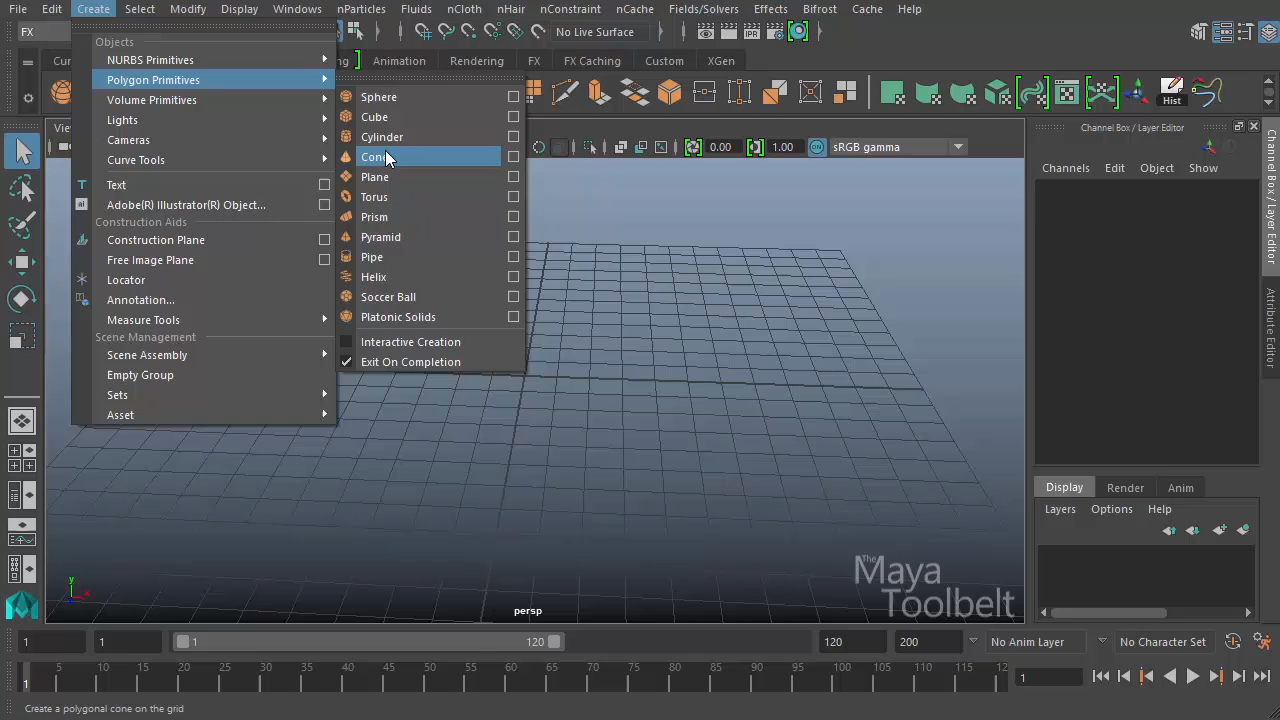 File Edit Create Select Modify Display Windows nParticles Fluids nCloth nHair nConstraint nCache Fields/Solvers Effects Bifrost Cache Help
FX
No Live Surface
Animation Rendering FX FX Caching Custom XGen
Objects
NURBS Primitives
Polygon Primitives
Volume Primitives
Lights
Cameras
Curve Tools
Text
Adobe(R) Illustrator(R) Object...
Construction Aids
Construction Plane
Free Image Plane
Locator
Annotation...
Measure Tools
Scene Management
Scene Assembly
Empty Group
Sets
Asset
Sphere
Cube
Cylinder
Cone
Plane
Torus
Prism
Pyramid
Pipe
Helix
Soccer Ball
Platonic Solids
Interactive Creation
Exit On Completion
IPR
Hist
0.00 1.00 ON sRGB gamma
Channel Box / Layer Editor
Channels Edit Object Show
Channel Box / Layer Editor
Attribute Editor
Display Render Anim
Layers Options Help
The
Maya
Toolbelt
y
x
persp
1 1 1 120 120 200 No Anim Layer No Character Set
5 10 15 20 25 30 35 40 45 50 55 60 65 70 75 80 85 90 95 100 105 110 115 12
1 1
Create a polygonal cone on the grid